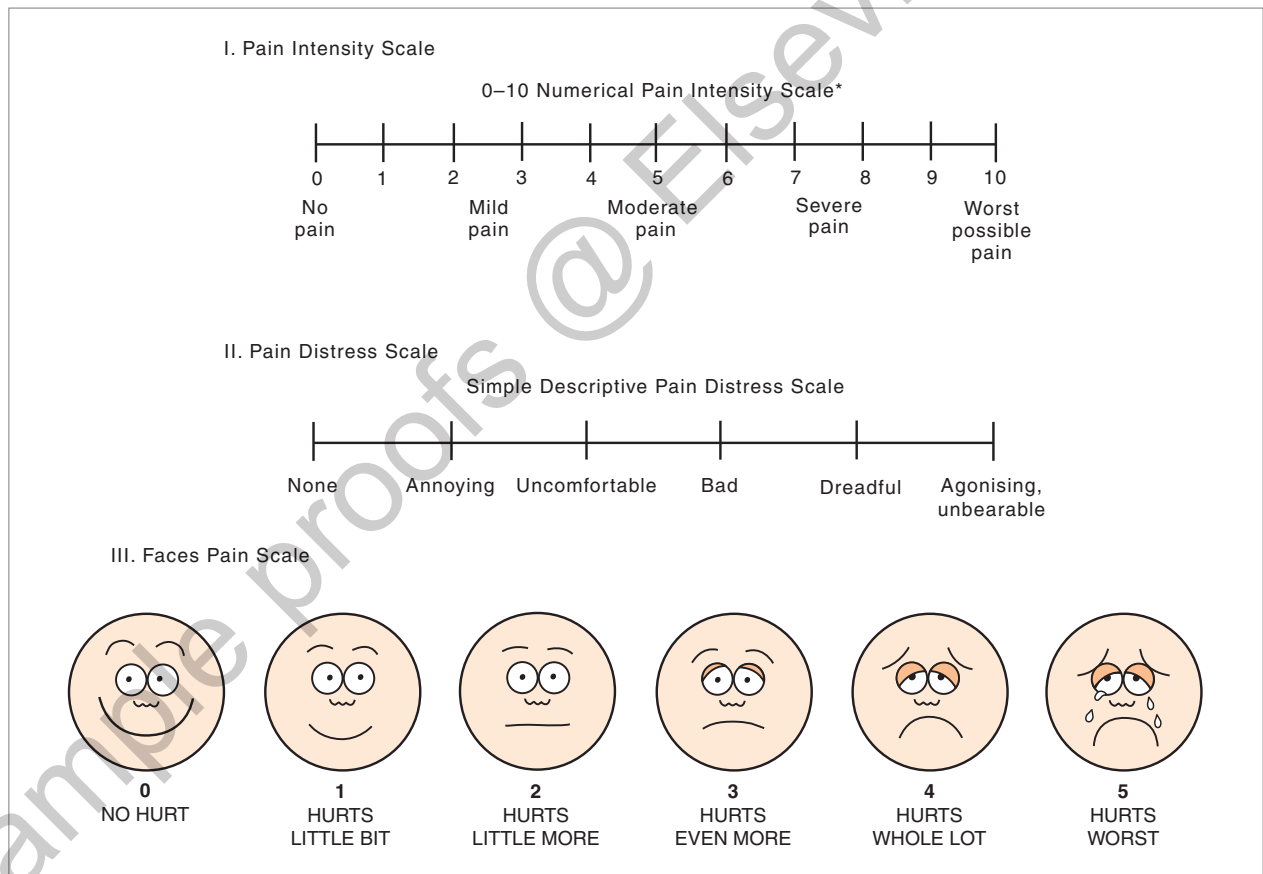 I. Pain Intensity Scale
0–10 Numerical Pain Intensity Scale*
0 1 2 3 4 5 6 7 8 9 10
No pain
Mild pain
Moderate pain
Severe pain
Worst possible pain
II. Pain Distress Scale
Simple Descriptive Pain Distress Scale
None
Annoying
Uncomfortable
Bad
Dreadful
Agonising, unbearable
III. Faces Pain Scale
0
NO HURT
1
HURTS
LITTLE BIT
2
HURTS
LITTLE MORE
3
HURTS
EVEN MORE
4
HURTS
WHOLE LOT
5
HURTS
WORST
ample proofs @ Elsev